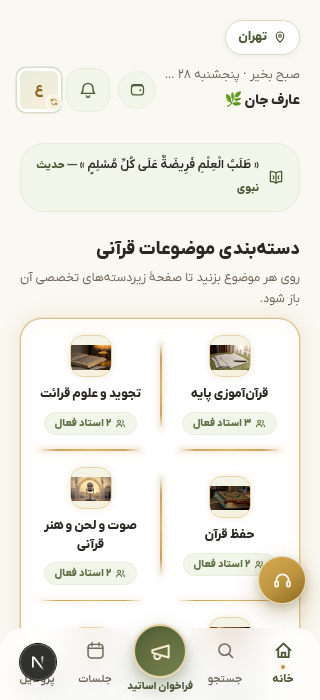 تهران
صبح بخیر · پنجشنبه ۲۸ ...
عارف جان 🌿
ع
« طَلَبُ الْعِلْمِ فَرِیضَةٌ عَلَی کُلِّ مُسْلِمٍ » — حدیث
نبوی
دسته‌بندی موضوعات قرآنی
روی هر موضوع بزنید تا صفحهٔ زیردسته‌های تخصصی آن
باز شود.
قرآن‌آموزی پایه
۳ استاد فعال
تجوید و علوم قرائت
۲ استاد فعال
حفظ قرآن
۲ استاد فعال
صوت و لحن و هنر
قرآنی
۲ استاد فعال
خانه
جستجو
فراخوان اساتید
جلسات
پروفایل
N